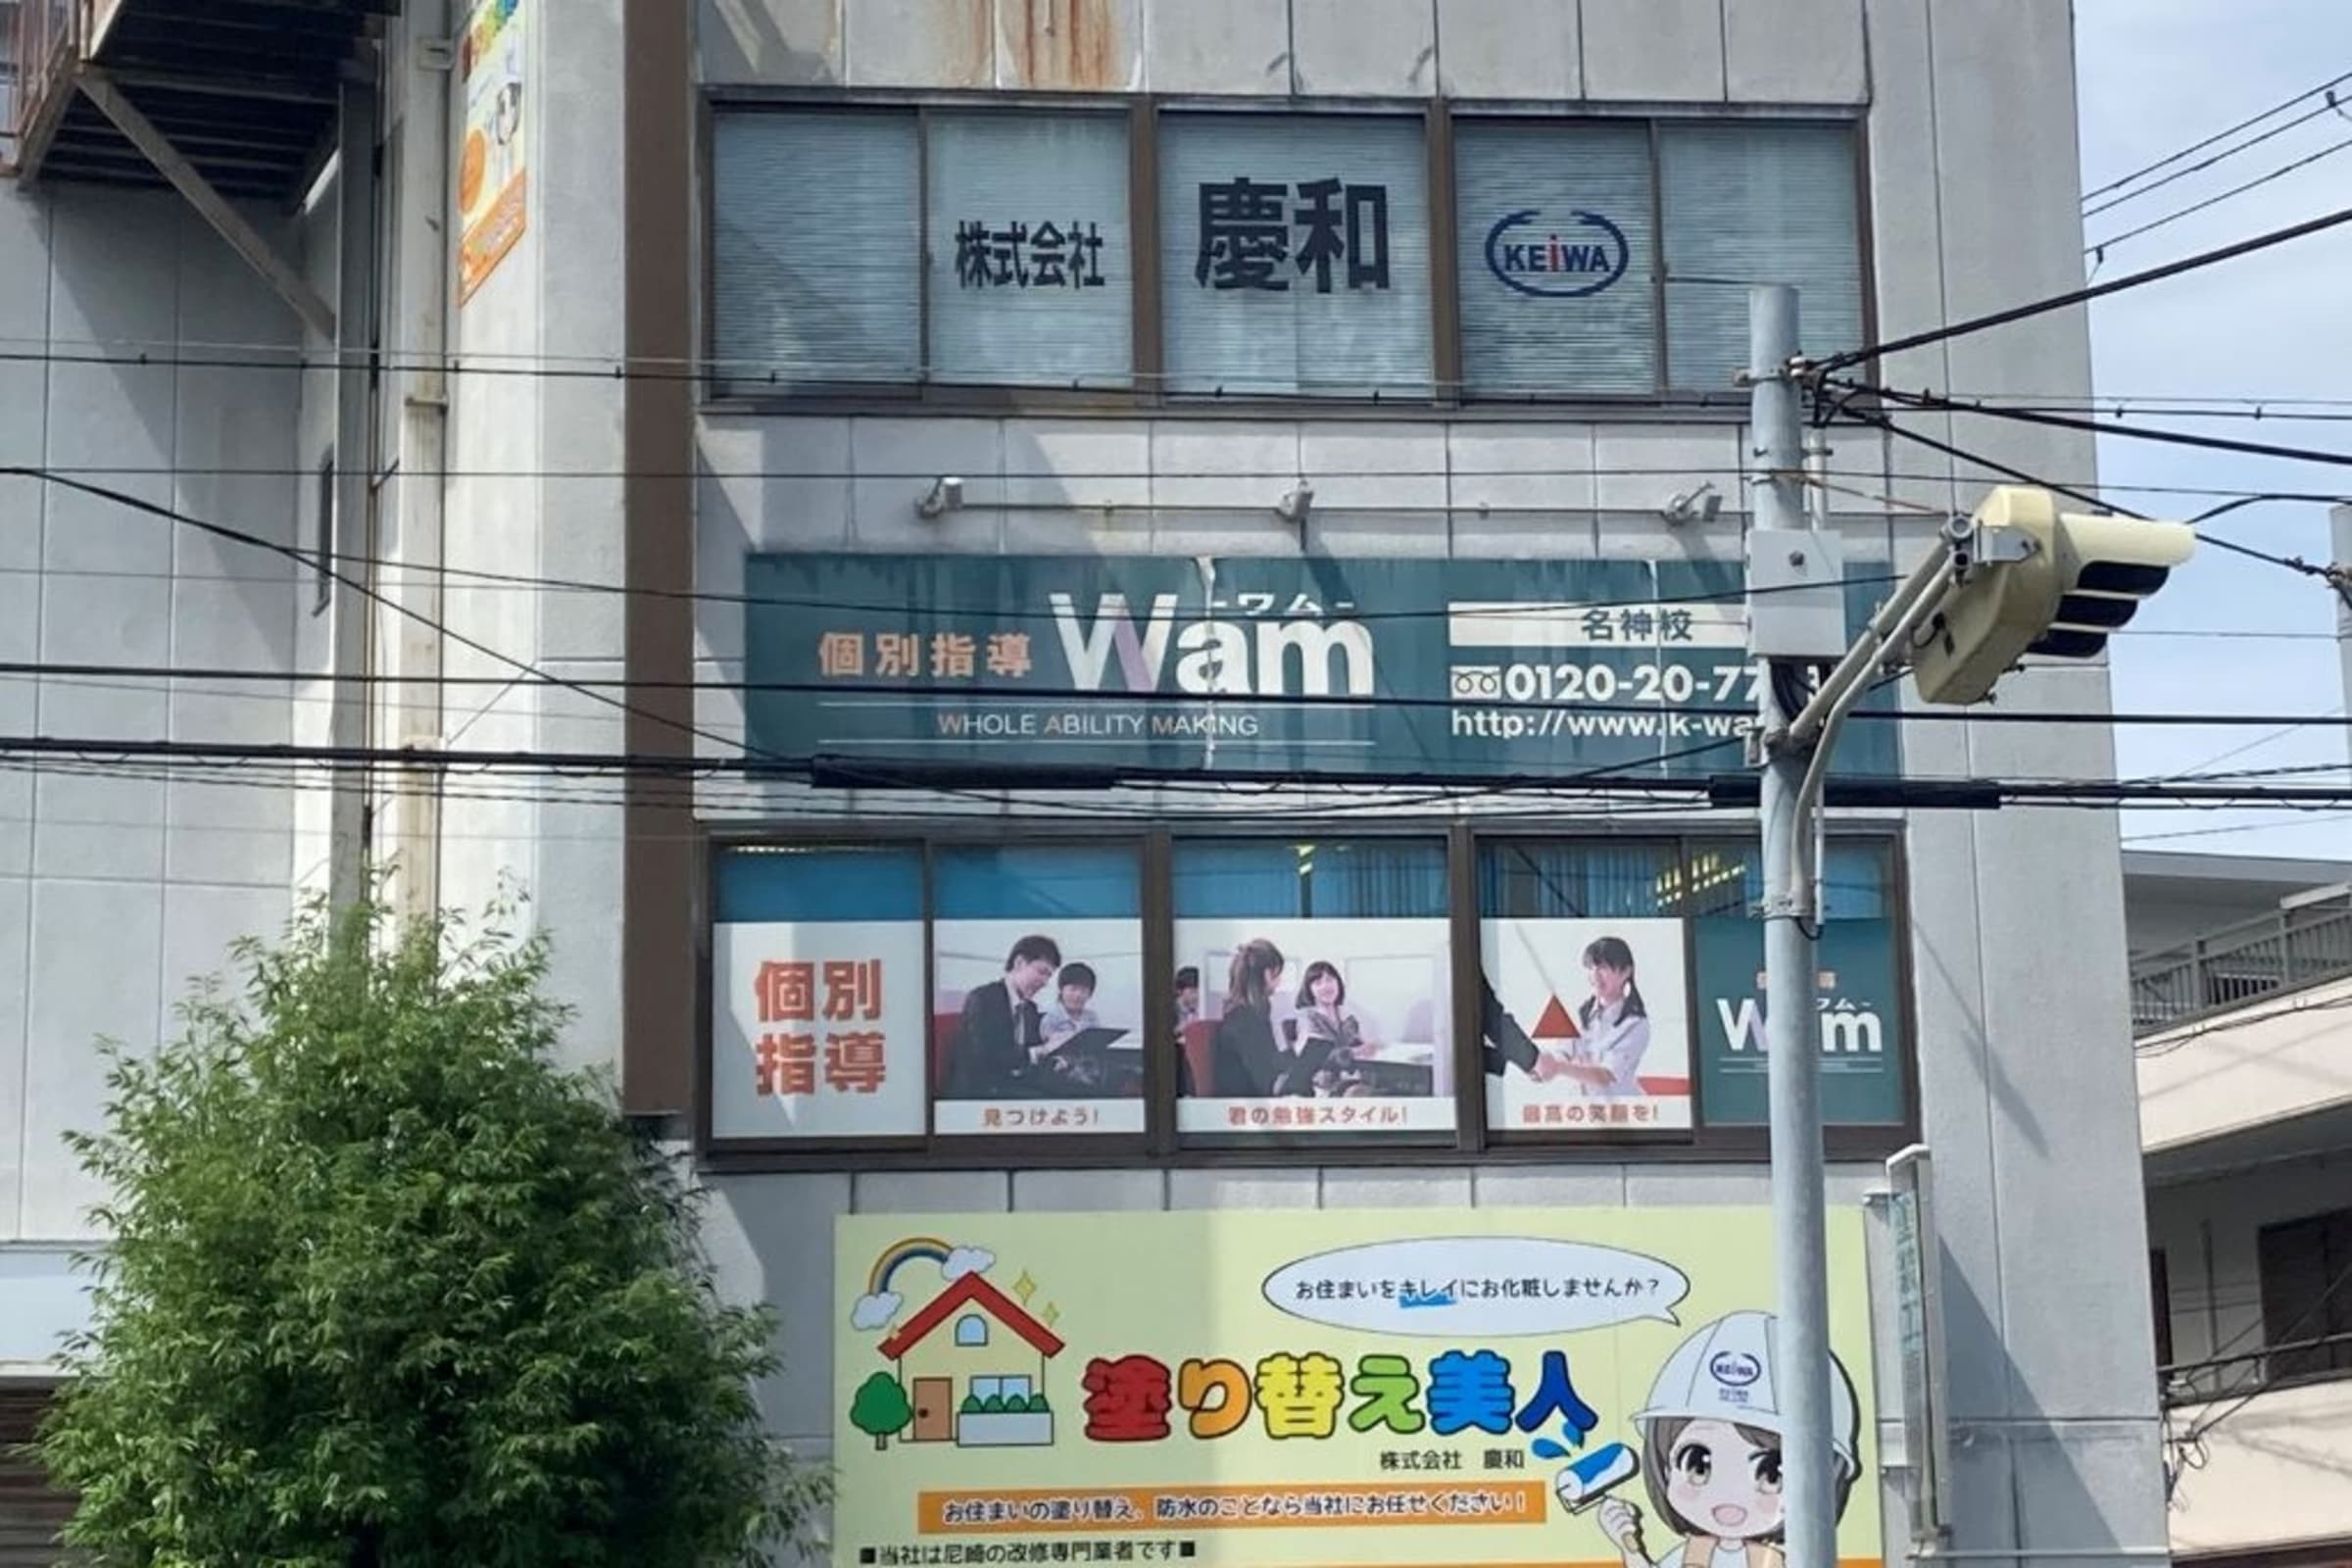 株式会社
慶和
KEiWA
個別指導
Wam
-ワム-
WHOLE ABILITY MAKING
名神校
0120-20-77
http://www.k-wa
個別
指導
見つけよう!
君の勉強スタイル!
最高の笑顔を!
Wam
お住まいをキレイにお化粧しませんか？
塗り替え美人
KEiWA
株式会社 慶和
お住まいの塗り替え、防水のことなら当社にお任せください！
■当社は尼崎の改修専門業者です■